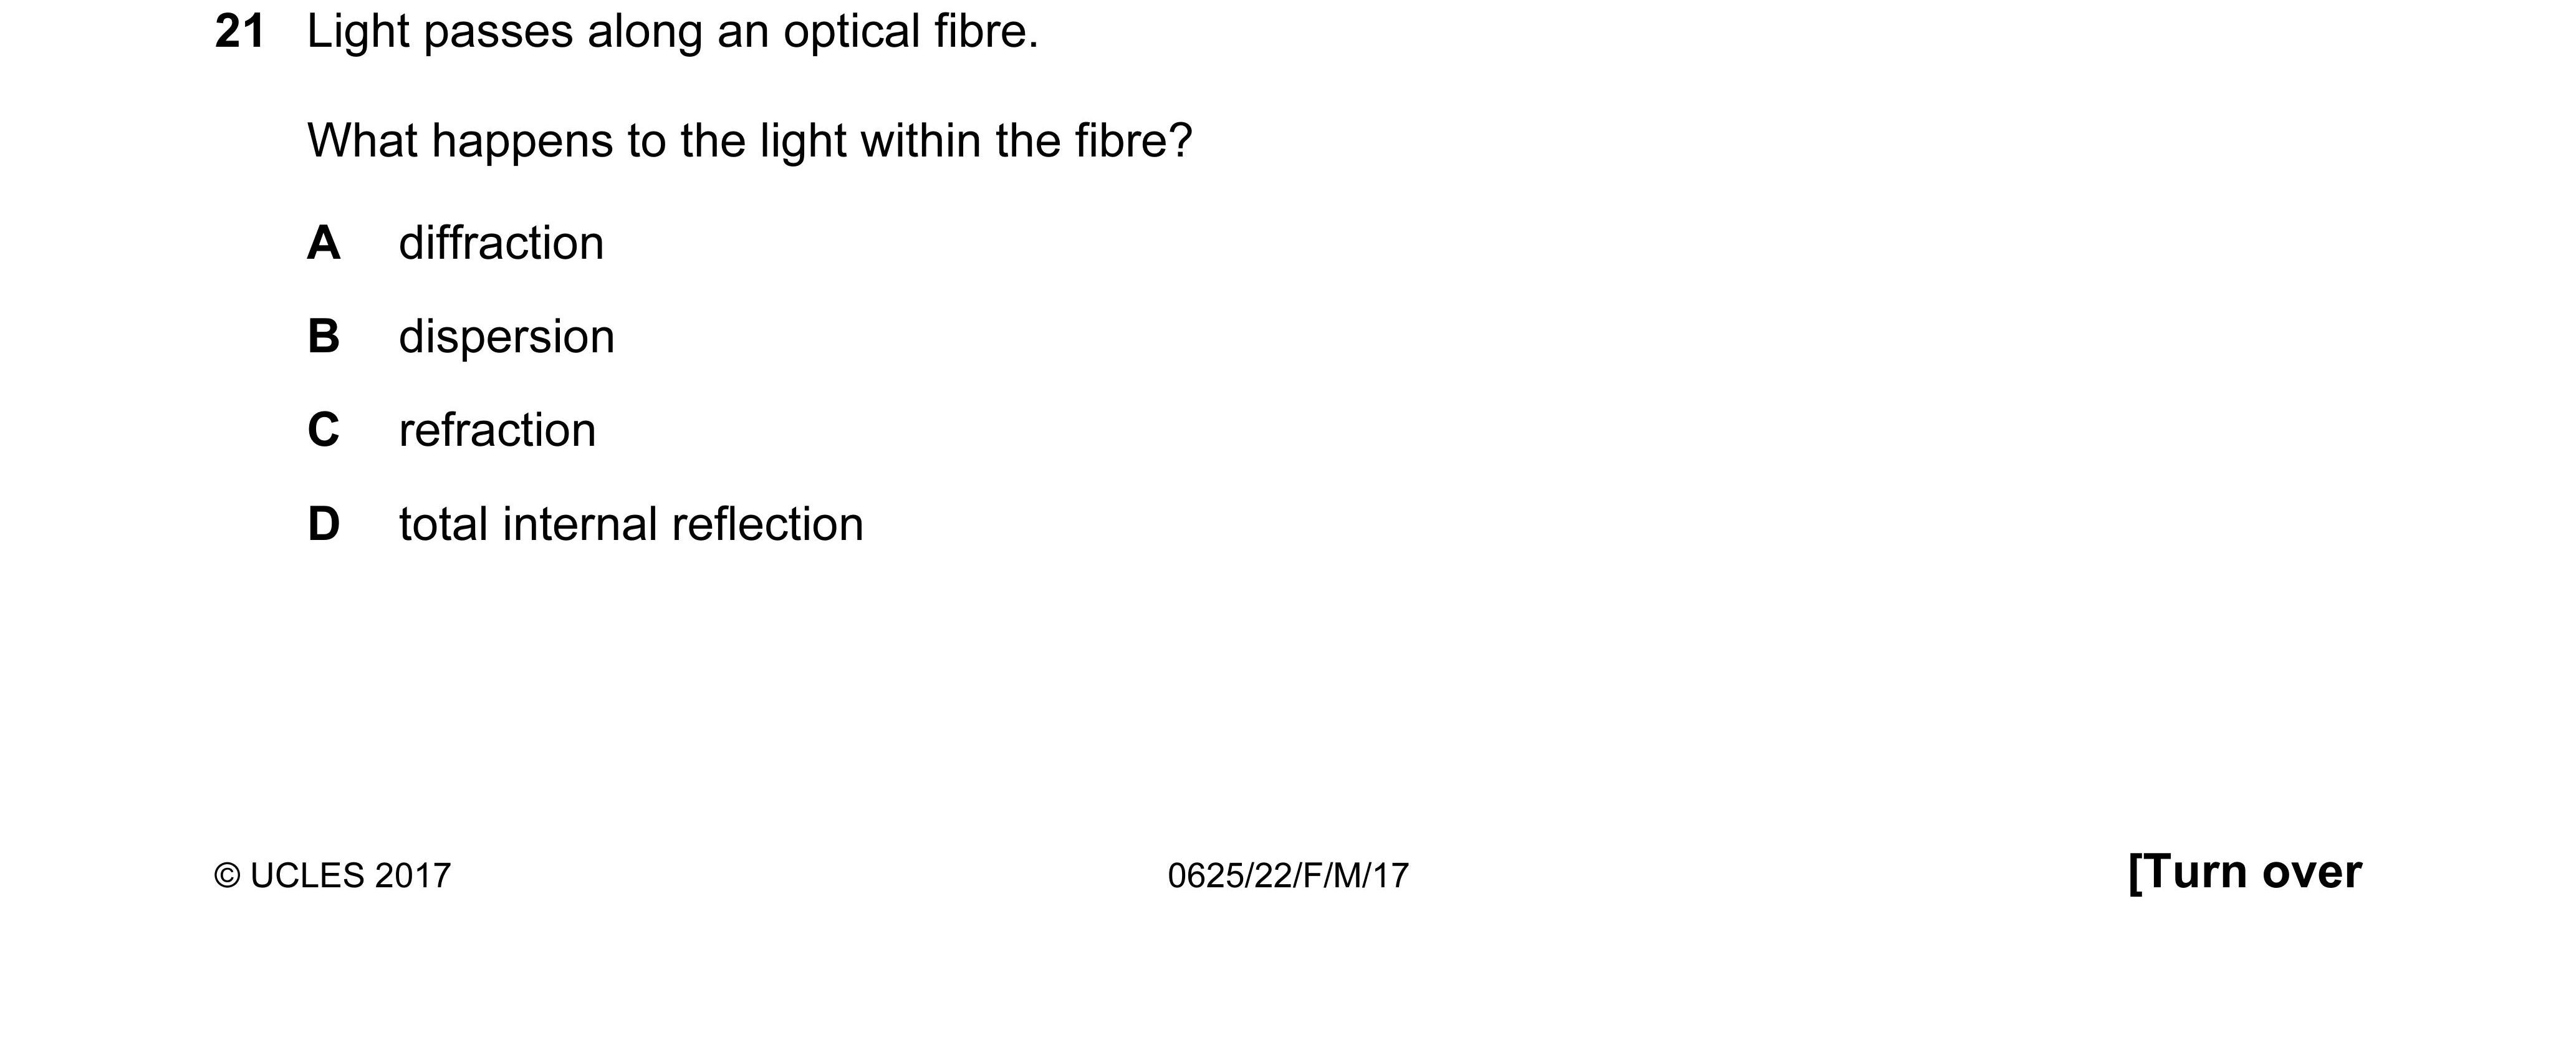 21 Light passes along an optical fibre.
What happens to the light within the fibre?
A diffraction
B dispersion
C refraction
D total internal reflection
© UCLES 2017 0625/22/F/M/17 [Turn over